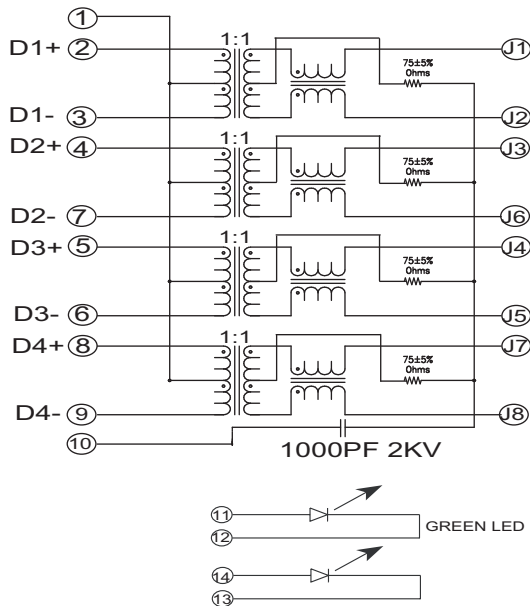 1
D1+ 2 1:1 J1
75±5%
Ohms
D1- 3 J2
D2+ 4 1:1 J3
75±5%
Ohms
D2- 7 J6
D3+ 5 1:1 J4
75±5%
Ohms
D3- 6 J5
D4+ 8 1:1 J7
75±5%
Ohms
D4- 9 J8
10
1000PF 2KV
11
12 GREEN LED
14
13